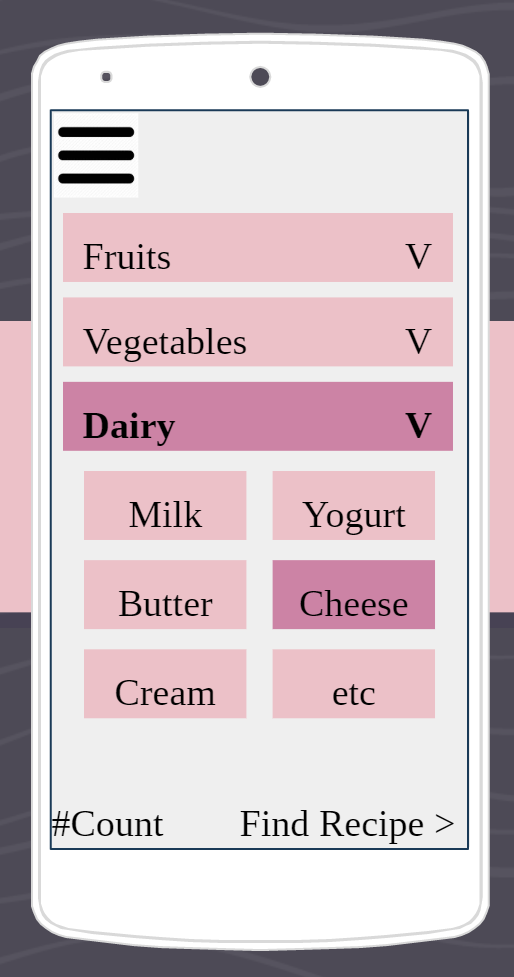 Fruits V
Vegetables V
Dairy V
Milk Yogurt
Butter Cheese
Cream etc
#Count Find Recipe >